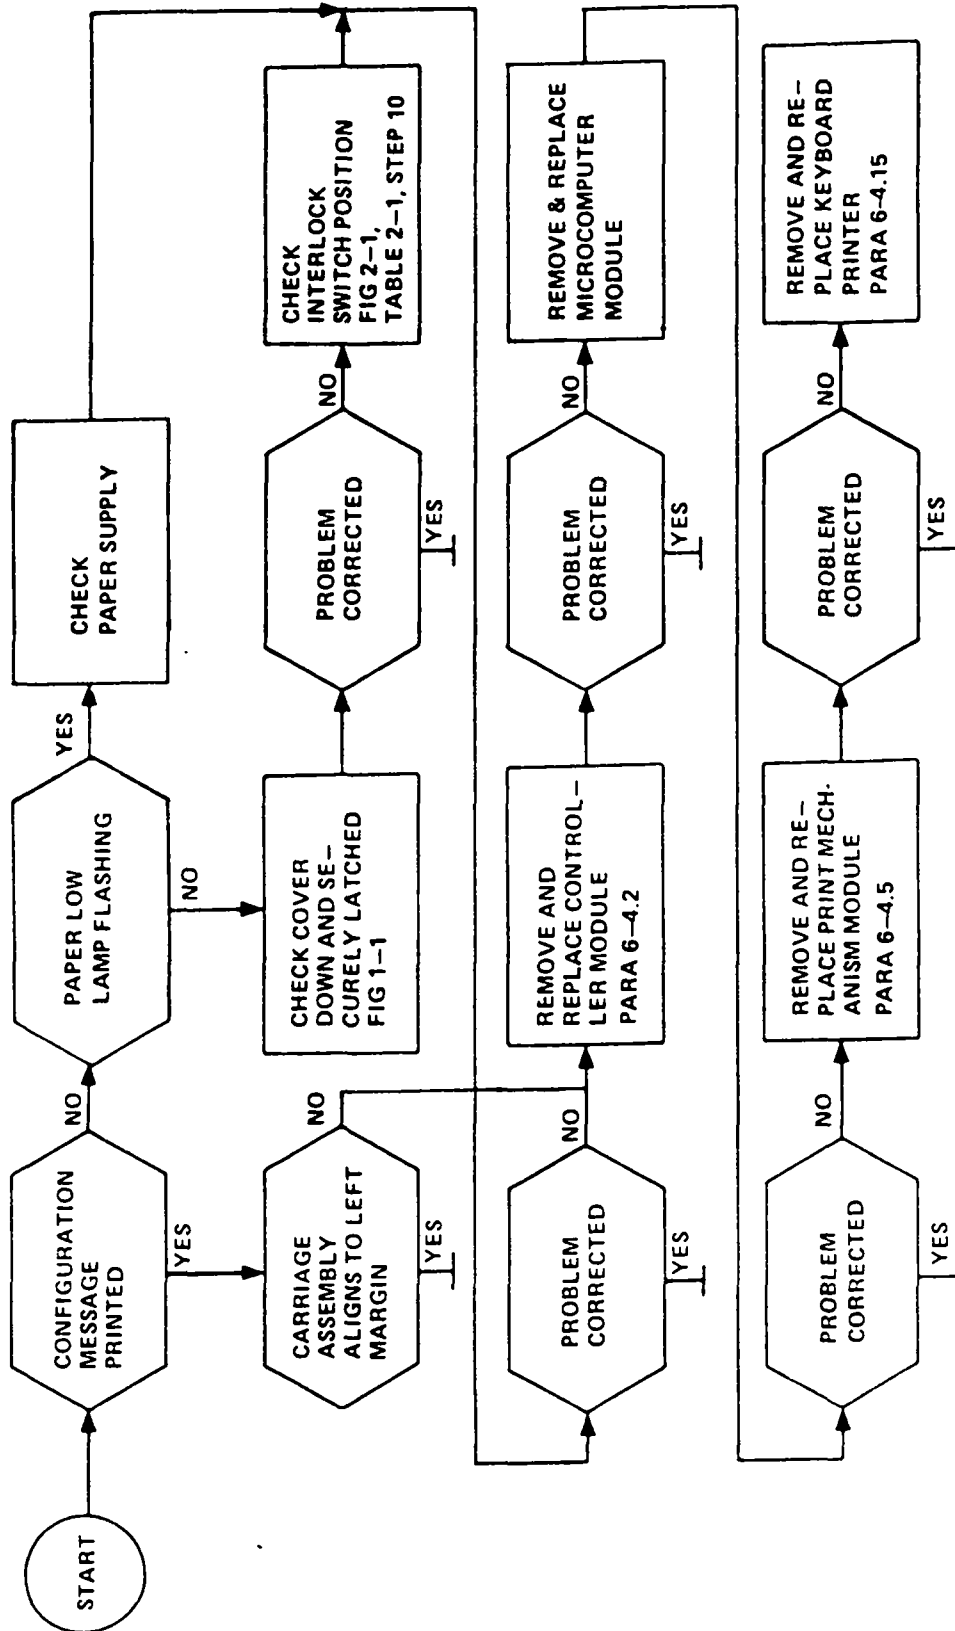 START
CONFIGURATION
MESSAGE
PRINTED
NO
YES
PAPER LOW
LAMP FLASHING
YES
NO
CHECK
PAPER SUPPLY
CARRIAGE
ASSEMBLY
ALIGNS TO LEFT
MARGIN
NO
YES
CHECK COVER
DOWN AND SE–
CURELY LATCHED
FIG 1–1
PROBLEM
CORRECTED
NO
YES
CHECK
INTERLOCK
SWITCH POSITION
FIG 2–1,
TABLE 2–1, STEP 10
PROBLEM
CORRECTED
NO
YES
REMOVE AND
REPLACE CONTROL–
LER MODULE
PARA 6–4.2
PROBLEM
CORRECTED
NO
YES
REMOVE & REPLACE
MICROCOMPUTER
MODULE
PROBLEM
CORRECTED
NO
YES
REMOVE AND RE–
PLACE PRINT MECH-
ANISM MODULE
PARA 6–4.5
PROBLEM
CORRECTED
NO
YES
REMOVE AND RE–
PLACE KEYBOARD
PRINTER
PARA 6–4.15